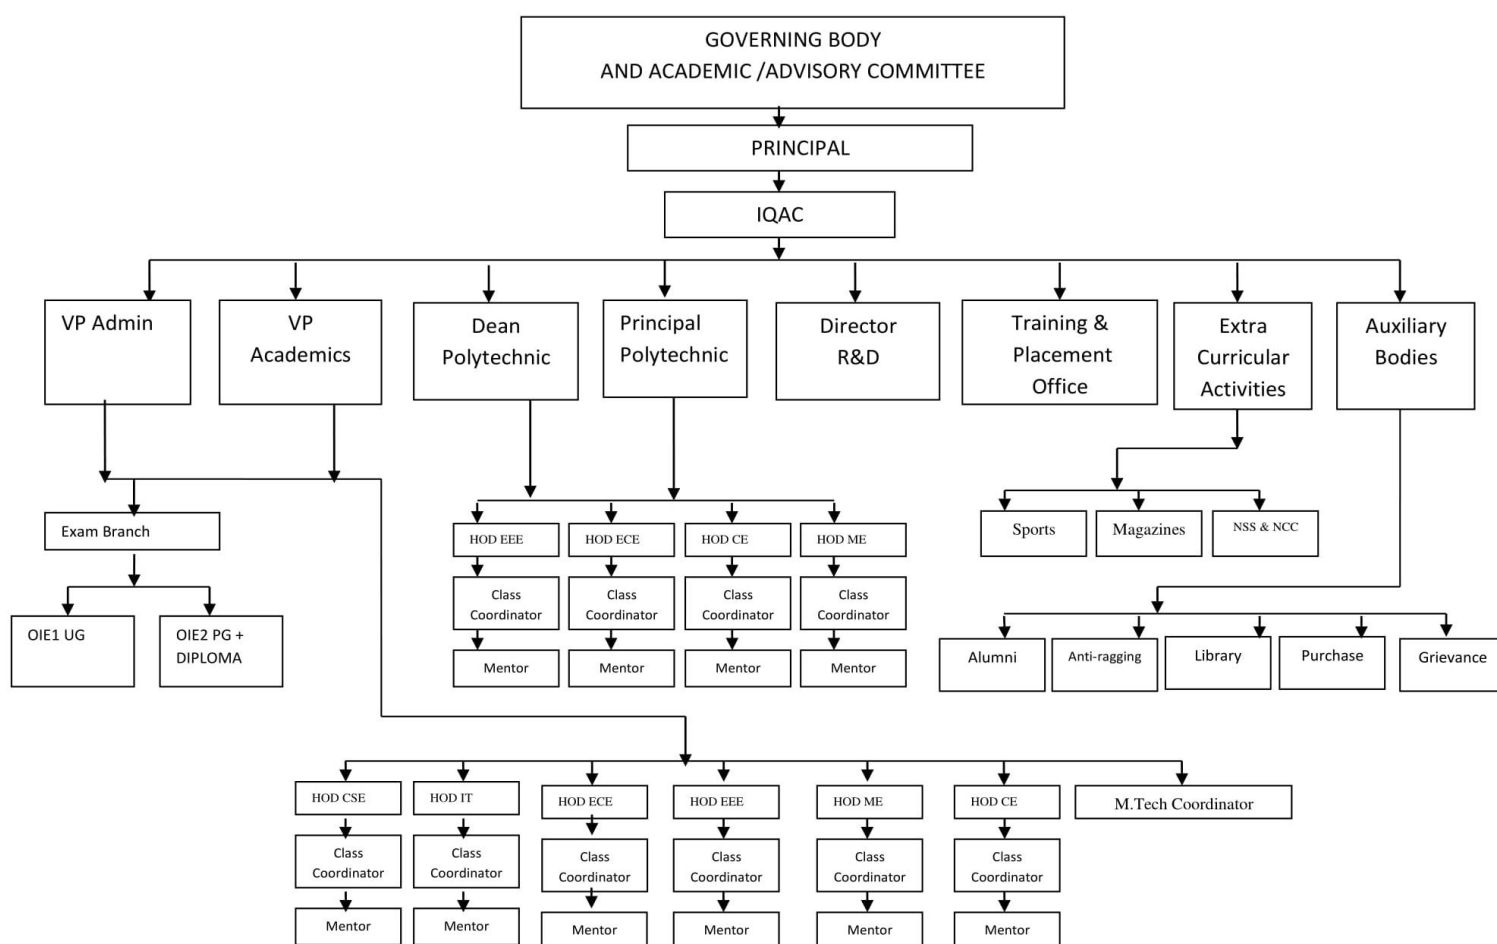 GOVERNING BODY
AND ACADEMIC /ADVISORY COMMITTEE
PRINCIPAL
IQAC
VP Admin
VP
Academics
Dean
Polytechnic
Principal
Polytechnic
Director
R&D
Training &
Placement
Office
Extra
Curricular
Activities
Auxiliary
Bodies
Exam Branch
OIE1 UG
OIE2 PG +
DIPLOMA
HOD EEE
HOD ECE
HOD CE
HOD ME
Class
Coordinator
Class
Coordinator
Class
Coordinator
Class
Coordinator
Mentor
Mentor
Mentor
Mentor
Sports
Magazines
NSS & NCC
Alumni
Anti-ragging
Library
Purchase
Grievance
HOD CSE
HOD IT
HOD ECE
HOD EEE
HOD ME
HOD CE
M.Tech Coordinator
Class
Coordinator
Class
Coordinator
Class
Coordinator
Class
Coordinator
Class
Coordinator
Class
Coordinator
Mentor
Mentor
Mentor
Mentor
Mentor
Mentor